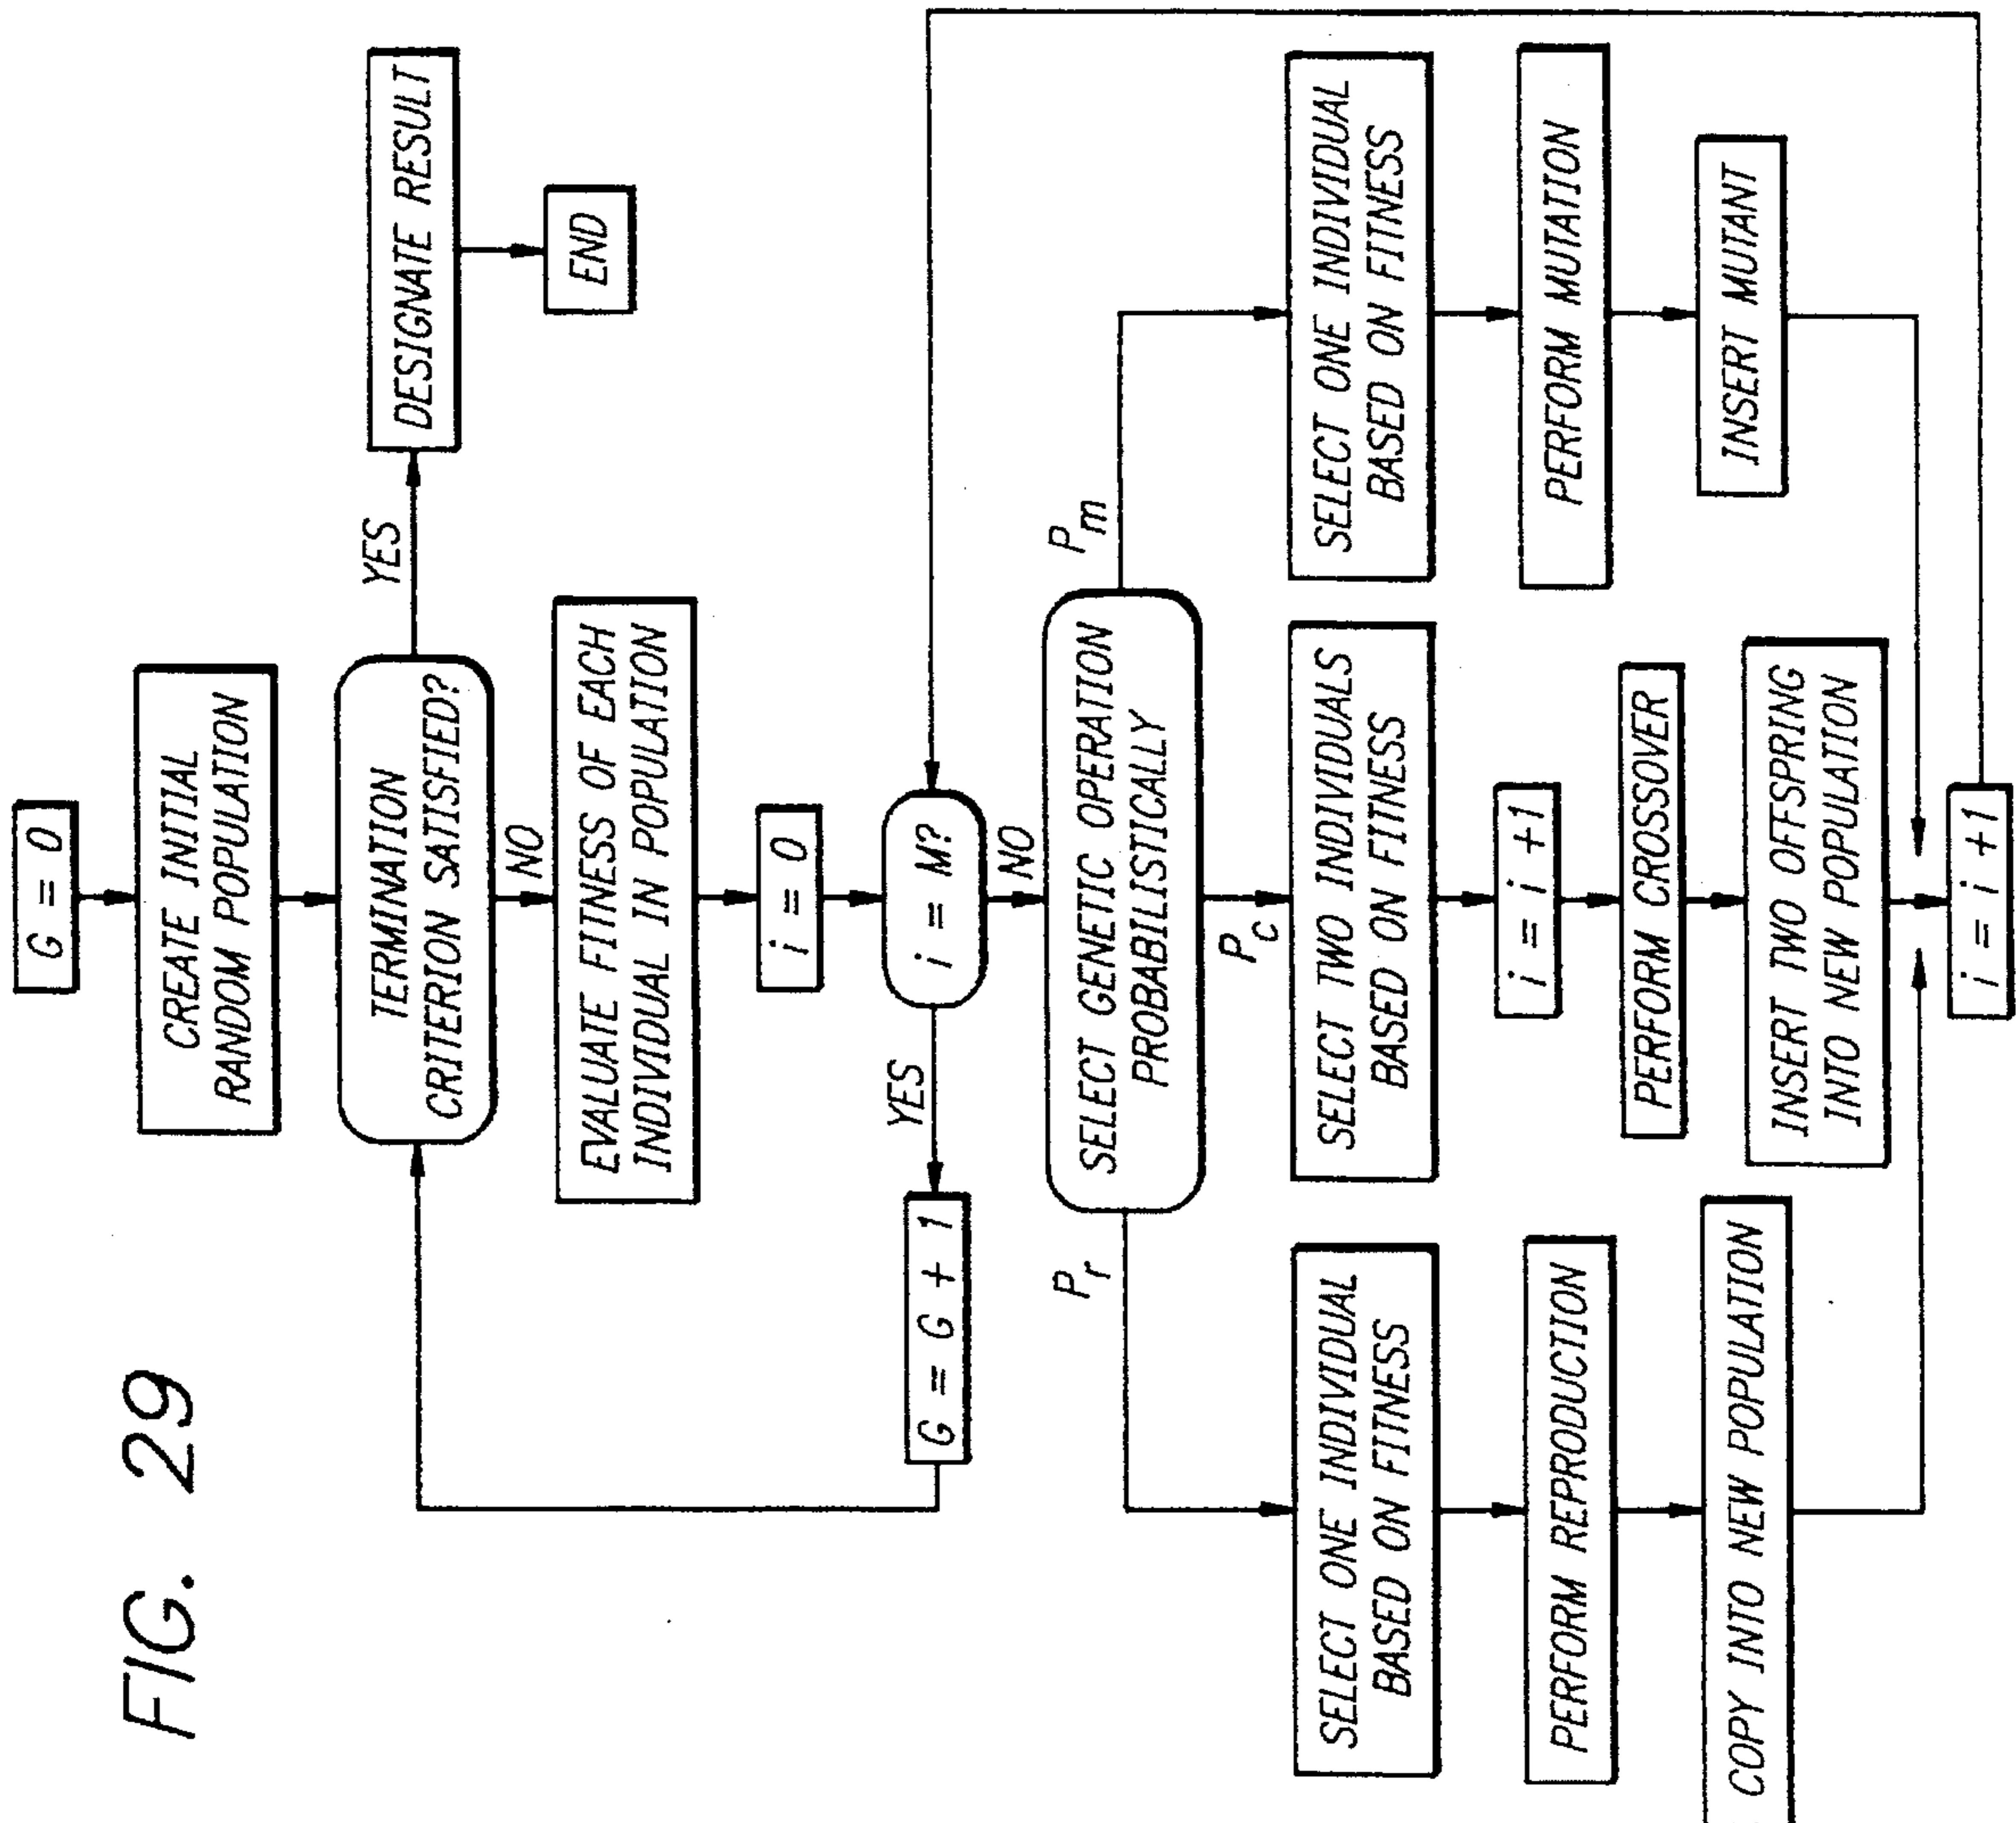 FIG. 29
G = 0
CREATE INITIAL
RANDOM POPULATION
TERMINATION
CRITERION SATISFIED?
YES
DESIGNATE RESULT
END
NO
EVALUATE FITNESS OF EACH
INDIVIDUAL IN POPULATION
i = 0
i = M?
YES
G = G + 1
NO
SELECT GENETIC OPERATION
PROBABILISTICALLY
Pr
SELECT ONE INDIVIDUAL
BASED ON FITNESS
PERFORM REPRODUCTION
COPY INTO NEW POPULATION
Pc
SELECT TWO INDIVIDUALS
BASED ON FITNESS
i = i +1
PERFORM CROSSOVER
INSERT TWO OFFSPRING
INTO NEW POPULATION
Pm
SELECT ONE INDIVIDUAL
BASED ON FITNESS
PERFORM MUTATION
INSERT MUTANT
i = i +1